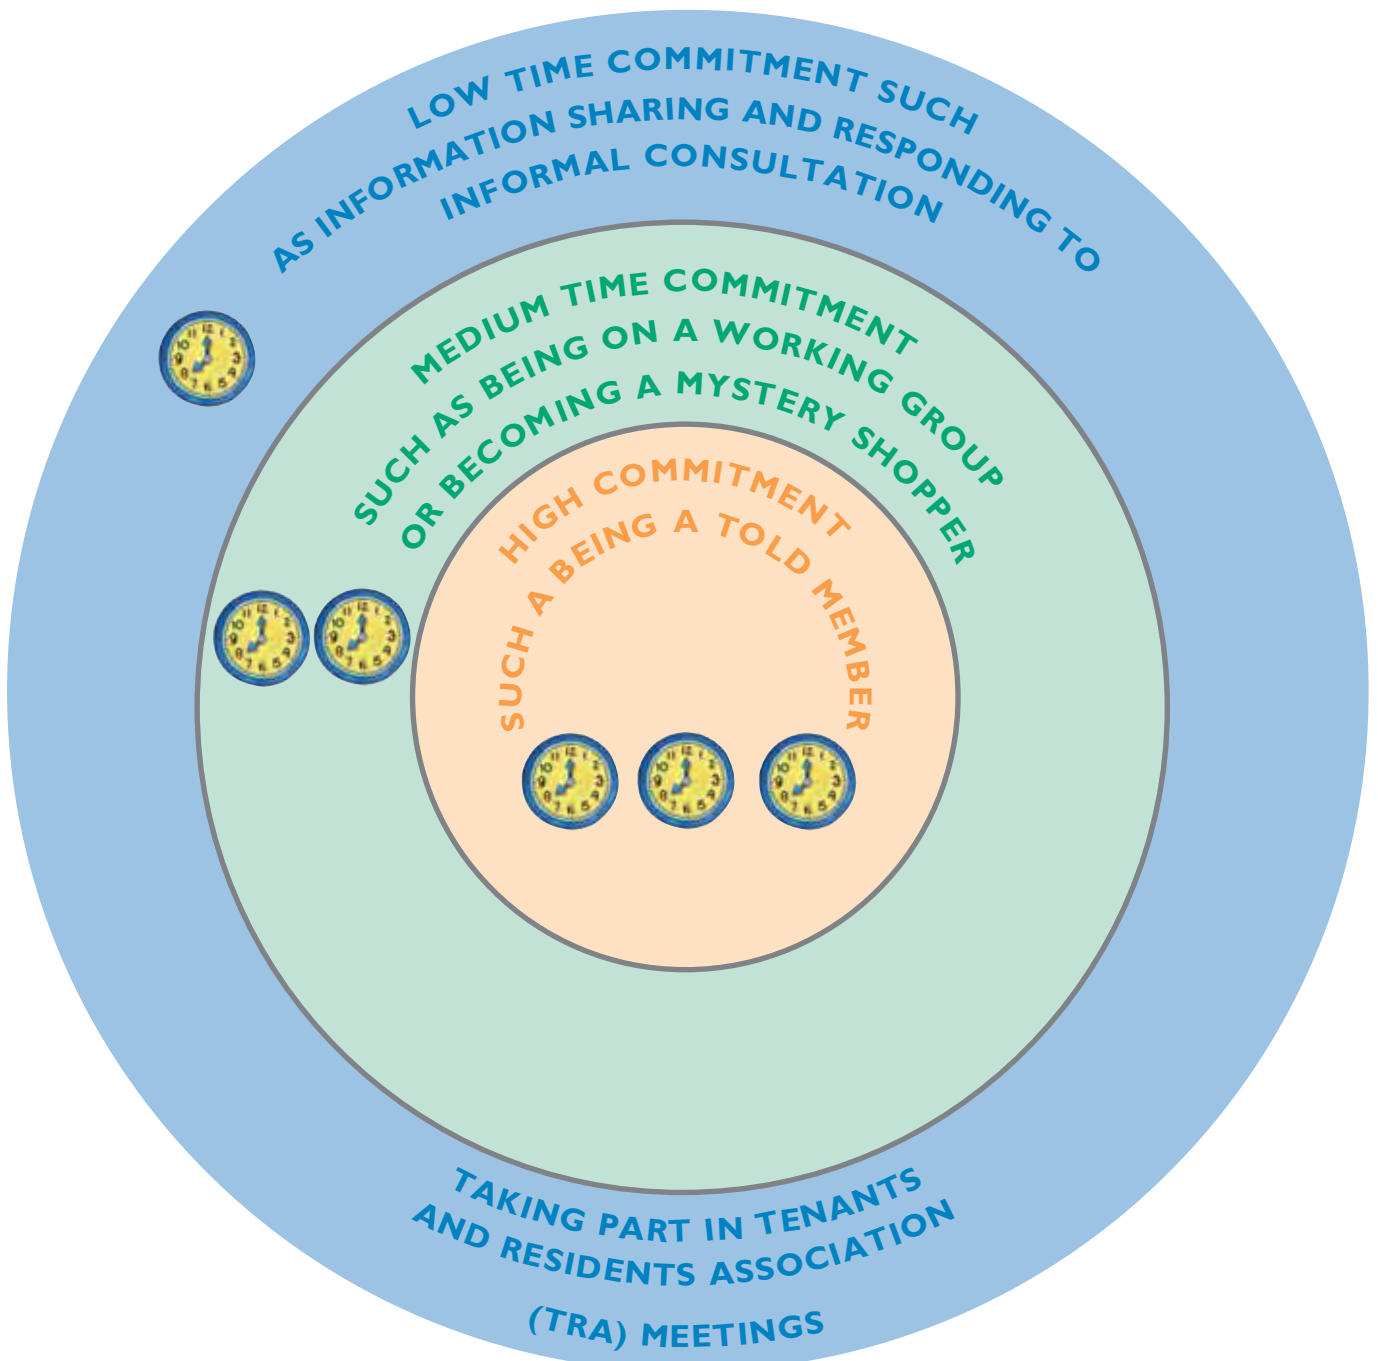 LOW TIME COMMITMENT SUCH
AS INFORMATION SHARING AND RESPONDING TO
INFORMAL CONSULTATION
MEDIUM TIME COMMITMENT
SUCH AS BEING ON A WORKING GROUP
OR BECOMING A MYSTERY SHOPPER
HIGH COMMITMENT
SUCH A BEING A TOLD MEMBER
TAKING PART IN TENANTS
AND RESIDENTS ASSOCIATION
(TRA) MEETINGS